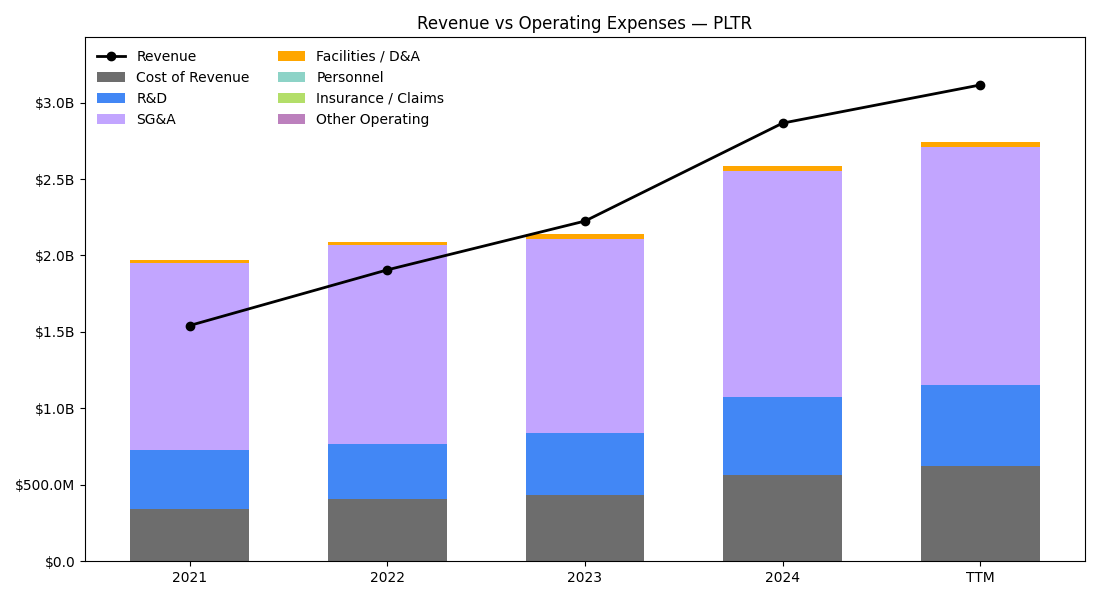 Revenue vs Operating Expenses — PLTR
Revenue
Cost of Revenue
R&D
SG&A
Facilities / D&A
Personnel
Insurance / Claims
Other Operating
$3.0B
$2.5B
$2.0B
$1.5B
$1.0B
$500.0M
$0.0
2021
2022
2023
2024
TTM